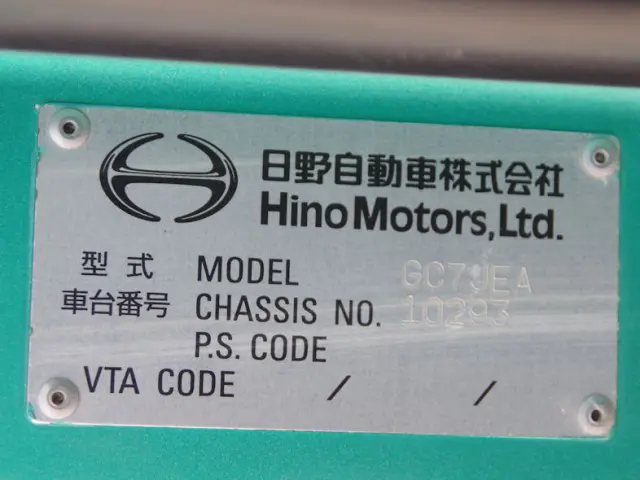 日野自動車株式会社
Hino Motors, Ltd.
型式 MODEL GC7JEA
車台番号 CHASSIS NO. 10293
P.S. CODE
VTA CODE / /